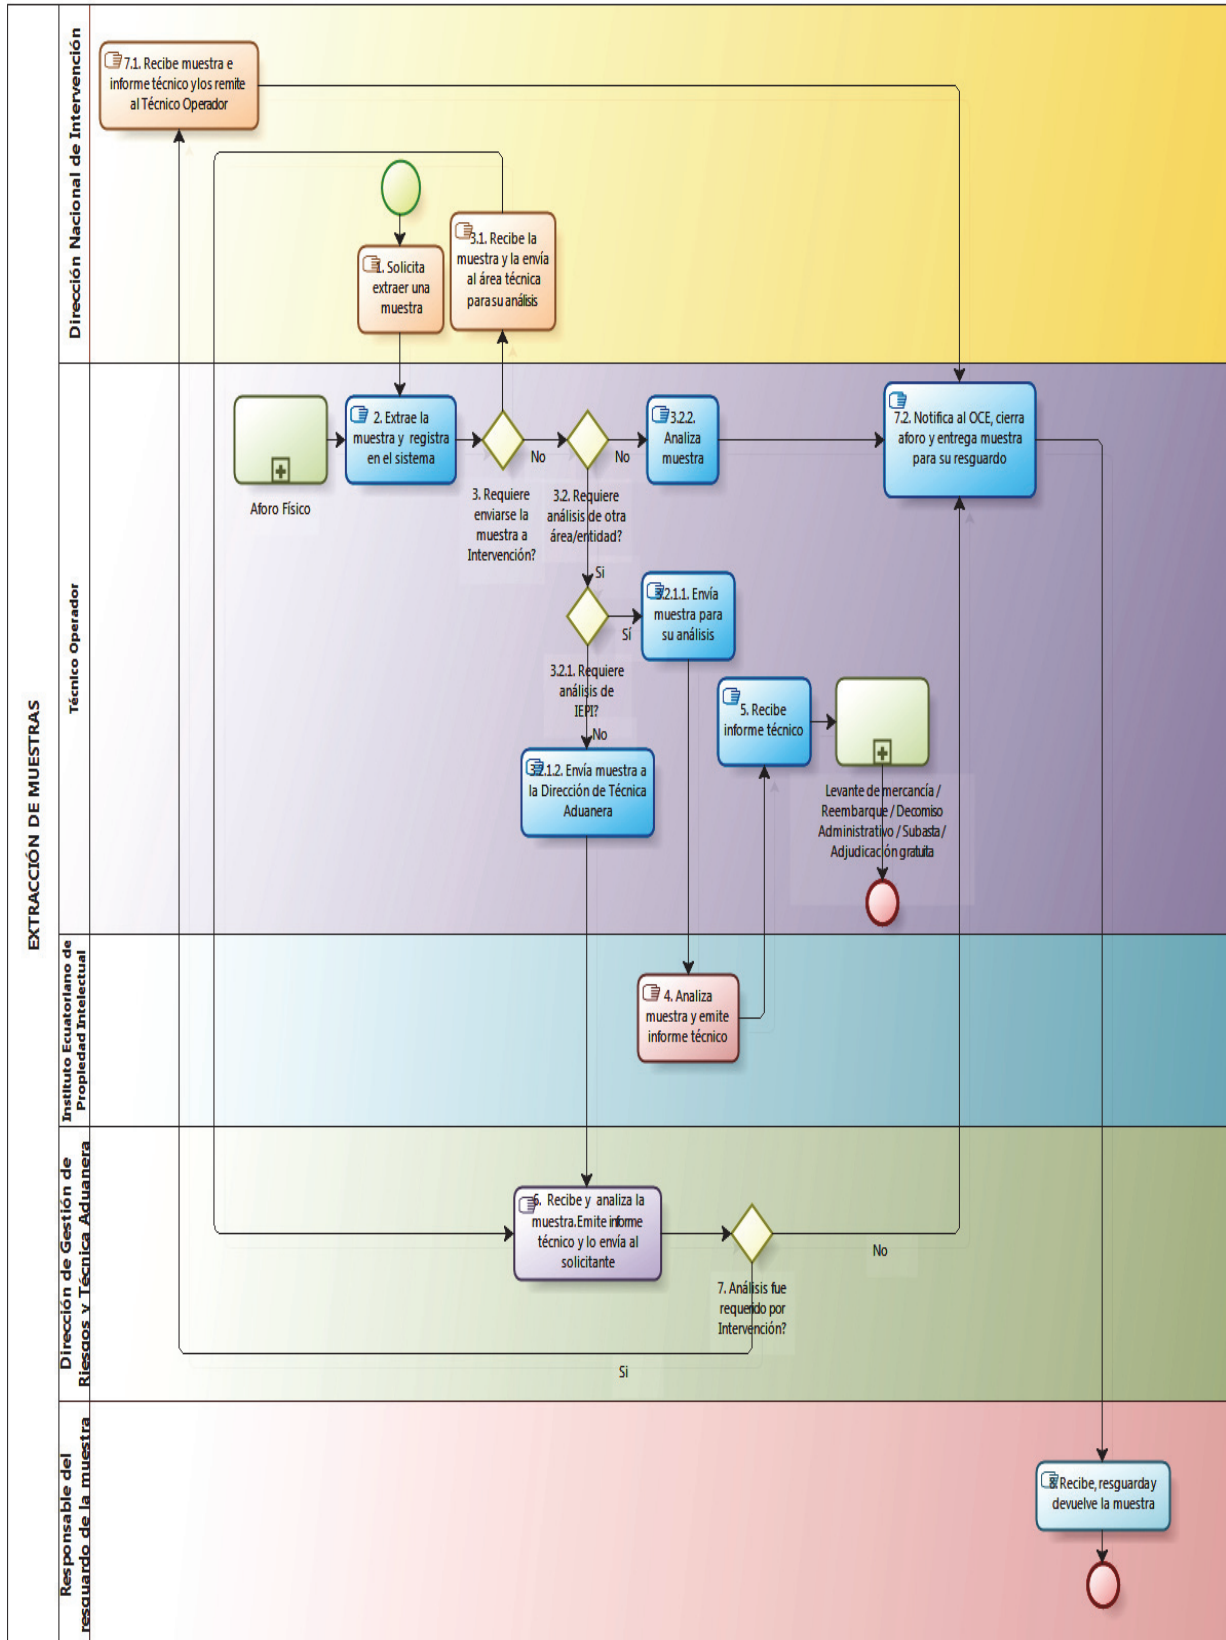 EXTRACCIÓN DE MUESTRAS
Dirección Nacional de Intervención
7.1. Recibe muestra e
informe técnico y los remite
al Técnico Operador
1. Solicita
extraer una
muestra
3.1. Recibe la
muestra y la envía
al área técnica
para su análisis
Técnico Operador
Aforo Físico
2. Extrae la
muestra y registra
en el sistema
3. Requiere
enviarse la
muestra a
Intervención?
No
3.2. Requiere
análisis de otra
área/entidad?
No
3.2.2.
Analiza
muestra
7.2. Notifica al OCE, cierra
aforo y entrega muestra
para su resguardo
Si
3.2.1. Requiere
análisis de
IEPI?
Sí
3.2.1.1. Envía
muestra para
su análisis
No
3.2.1.2. Envía muestra a
la Dirección de Técnica
Aduanera
5. Recibe
informe técnico
Levante de mercancía /
Reembarque / Decomiso
Administrativo / Subasta /
Adjudicación gratuita
Instituto Ecuatoriano de
Propiedad Intelectual
4. Analiza
muestra y emite
informe técnico
Dirección de Gestión de
Riesgos y Técnica Aduanera
6. Recibe y analiza la
muestra. Emite informe
técnico y lo envía al
solicitante
7. Análisis fue
requerido por
Intervención?
No
Si
Responsable del
resguardo de la muestra
8. Recibe, resguarda y
devuelve la muestra